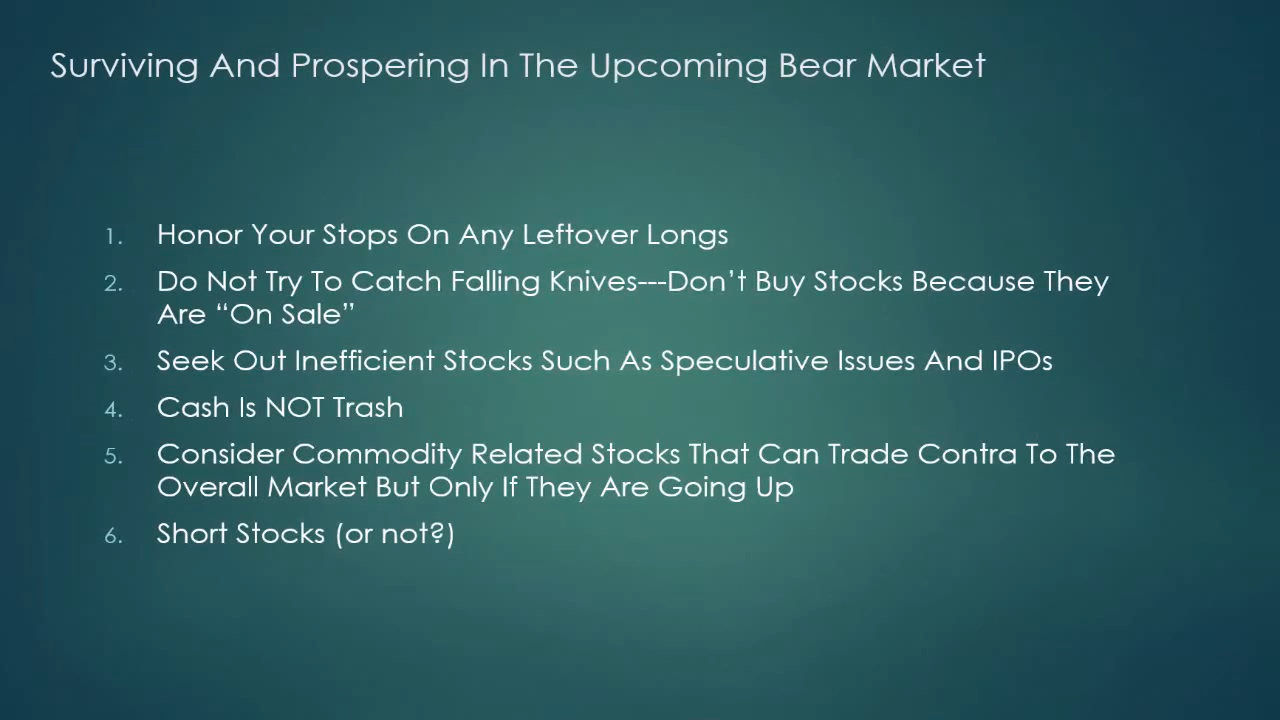 Surviving And Prospering In The Upcoming Bear Market
1. Honor Your Stops On Any Leftover Longs
2. Do Not Try To Catch Falling Knives---Don’t Buy Stocks Because They
Are “On Sale”
3. Seek Out Inefficient Stocks Such As Speculative Issues And IPOs
4. Cash Is NOT Trash
5. Consider Commodity Related Stocks That Can Trade Contra To The
Overall Market But Only If They Are Going Up
6. Short Stocks (or not?)